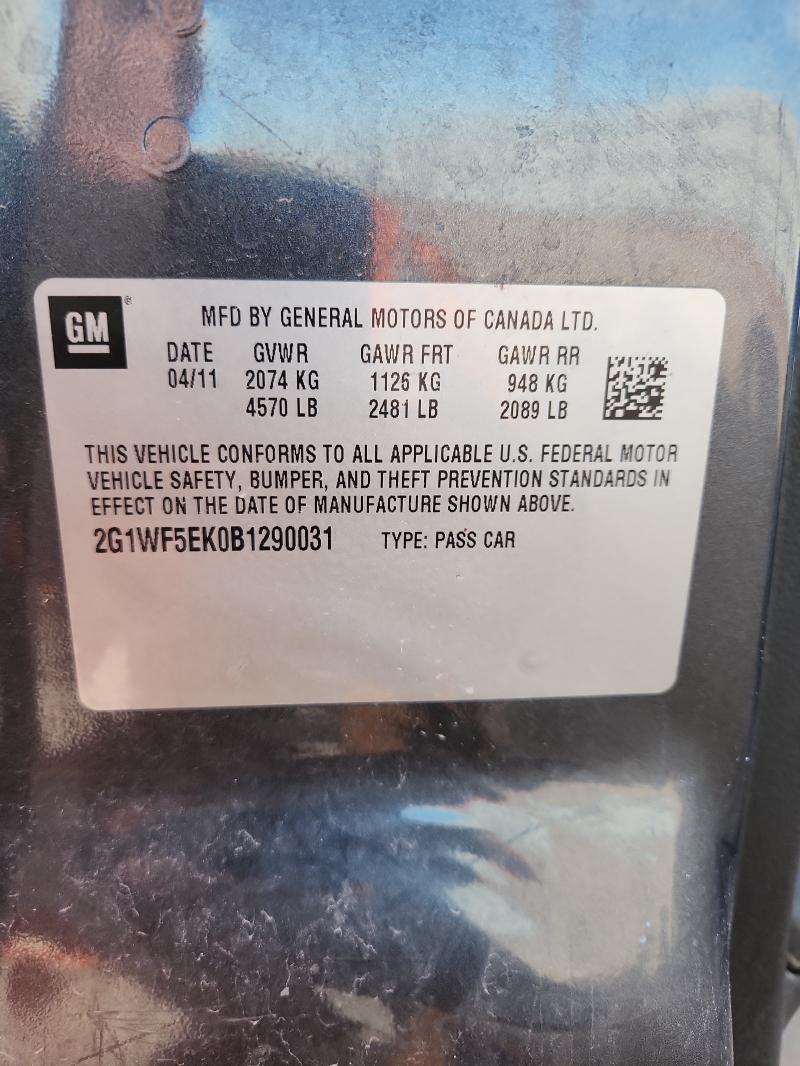 GM ®
MFD BY GENERAL MOTORS OF CANADA LTD.
DATE GVWR GAWR FRT GAWR RR
04/11 2074 KG 1126 KG 948 KG
4570 LB 2481 LB 2089 LB
THIS VEHICLE CONFORMS TO ALL APPLICABLE U.S. FEDERAL MOTOR
VEHICLE SAFETY, BUMPER, AND THEFT PREVENTION STANDARDS IN
EFFECT ON THE DATE OF MANUFACTURE SHOWN ABOVE.
2G1WF5EK0B1290031 TYPE: PASS CAR